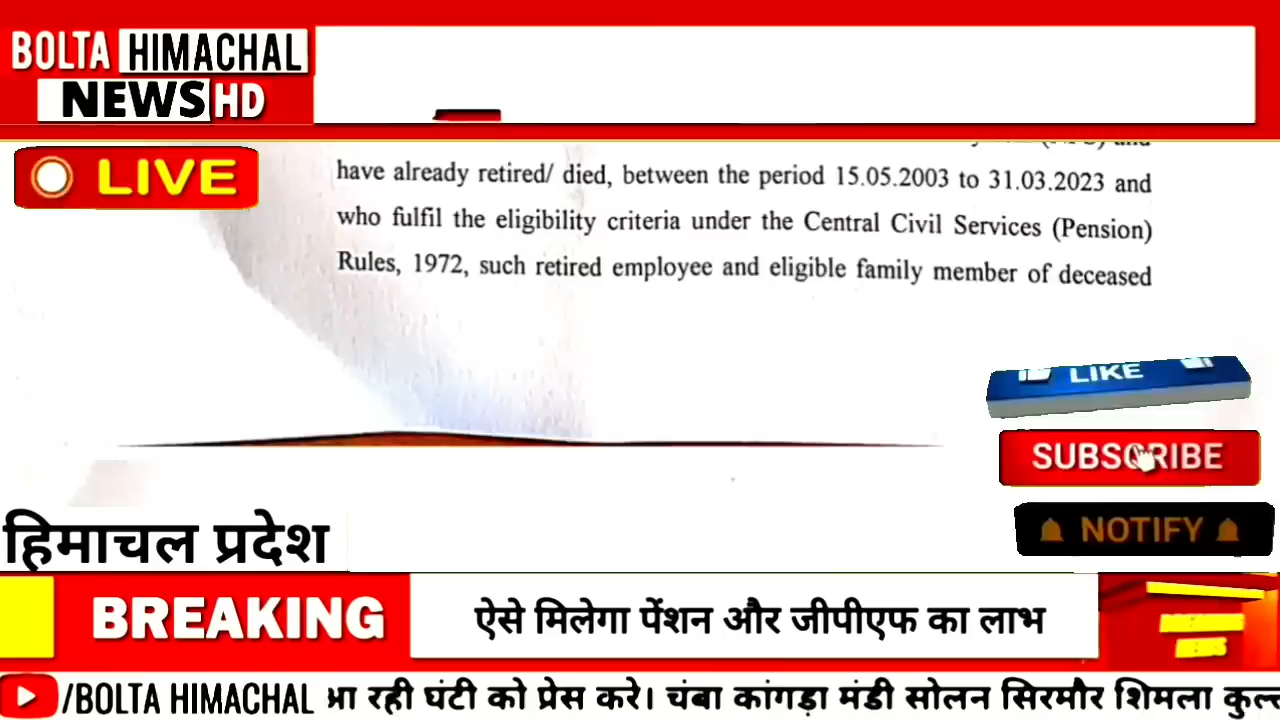 BOLTA HIMACHAL
NEWS HD
LIVE
have already retired/ died, between the period 15.05.2003 to 31.03.2023 and
who fulfil the eligibility criteria under the Central Civil Services (Pension)
Rules, 1972, such retired employee and eligible family member of deceased
LIKE
SUBSCRIBE
NOTIFY
हिमाचल प्रदेश
BREAKING
ऐसे मिलेगा पेंशन और जीपीएफ का लाभ
NEWS
/BOLTA HIMACHAL रही घंटी को प्रेस करे। चंबा कांगड़ा मंडी सोलन सिरमौर शिमला